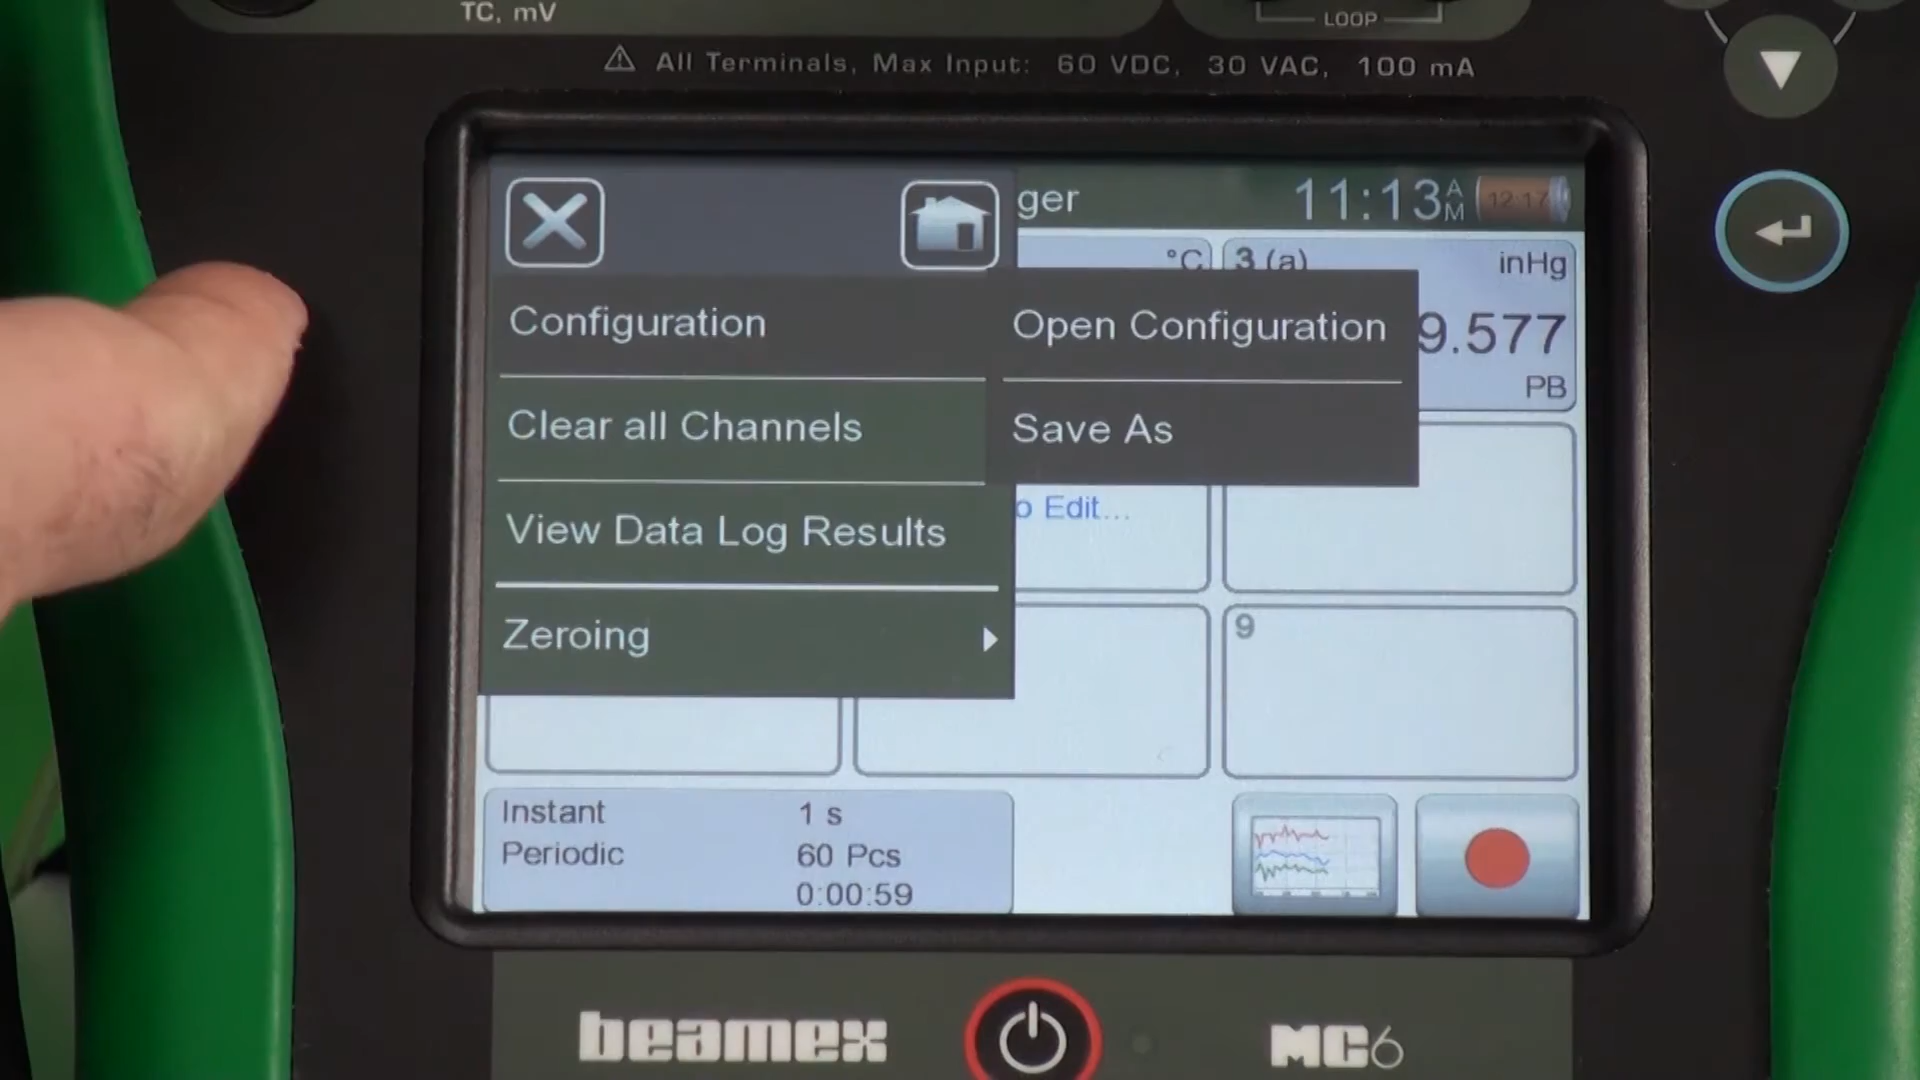 TC, mV
LOOP
All Terminals, Max Input: 60 VDC, 30 VAC, 100 mA
ger 11:13 AM 12:17
°C 3 (a) inHg
Configuration
Open Configuration
9.577
PB
Clear all Channels
Save As
View Data Log Results
o Edit...
Zeroing
9
Instant 1 s
Periodic 60 Pcs
0:00:59
beamex MC6